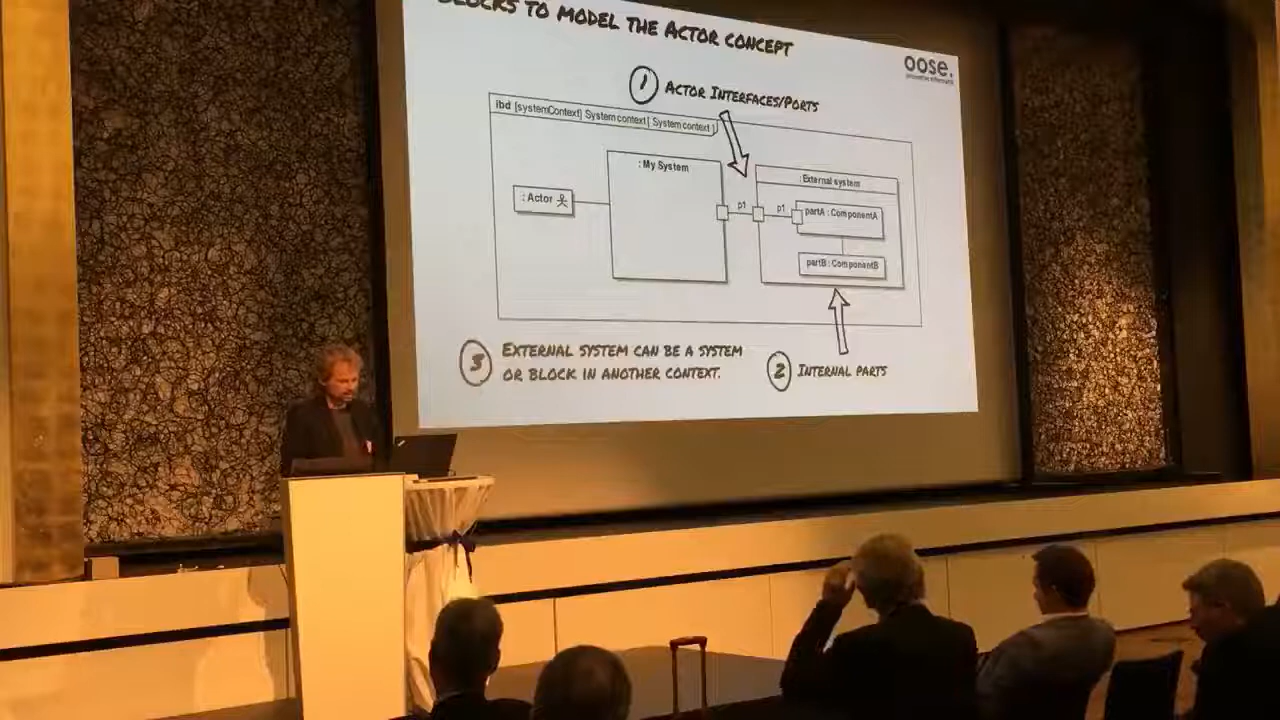 BLOCKS TO MODEL THE ACTOR CONCEPT
oose.
1 ACTOR INTERFACES/PORTS
ibd [systemContext] System context [ System context ]
: My System
: External system
: Actor
p1
p1
partA : ComponentA
partB : ComponentB
3 EXTERNAL SYSTEM CAN BE A SYSTEM
OR BLOCK IN ANOTHER CONTEXT.
2 INTERNAL PARTS